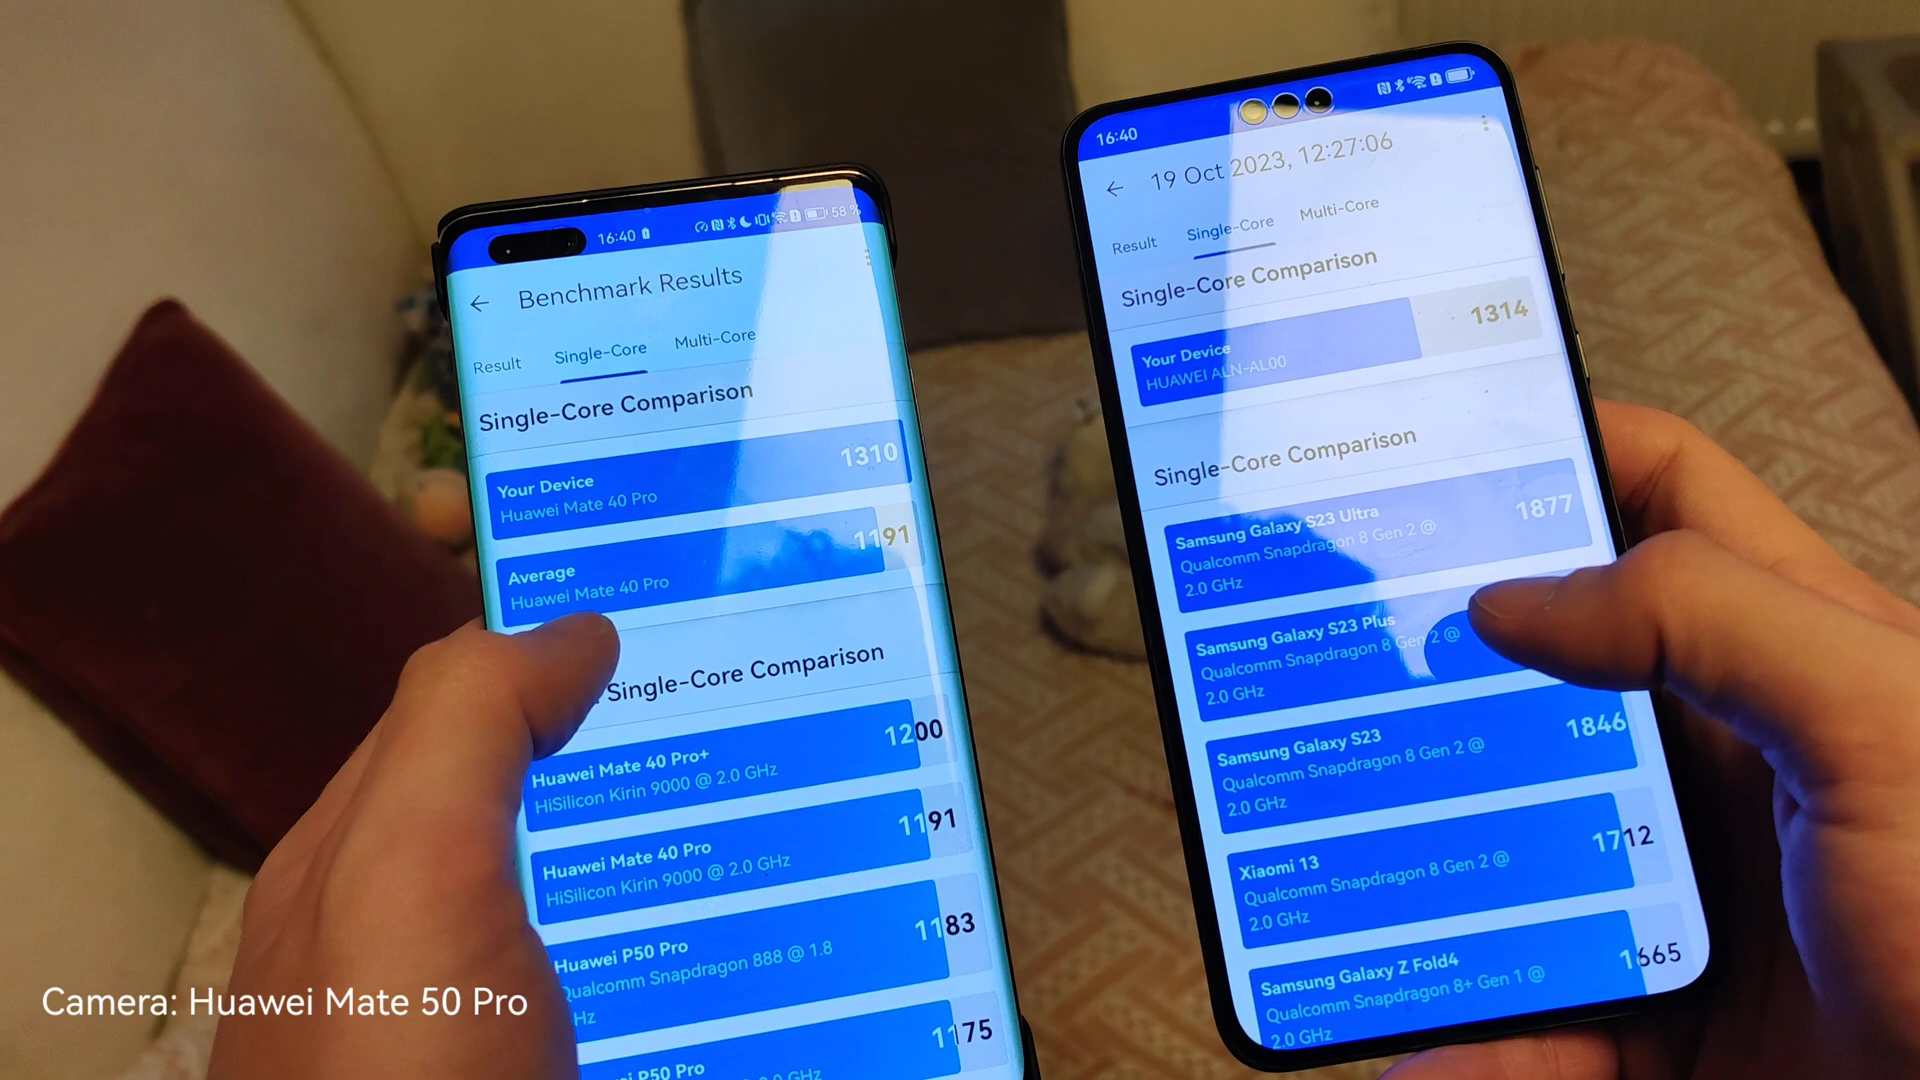 16:40
58 %
Benchmark Results
Result
Single-Core
Multi-Core
Single-Core Comparison
Your Device
1310
Huawei Mate 40 Pro
Average
1191
Huawei Mate 40 Pro
Single-Core Comparison
Huawei Mate 40 Pro+
1200
HiSilicon Kirin 9000 @ 2.0 GHz
Huawei Mate 40 Pro
1191
HiSilicon Kirin 9000 @ 2.0 GHz
Huawei P50 Pro
1183
Qualcomm Snapdragon 888 @ 1.8
Hz
1175
P50 Pro
GHz
16:40
19 Oct 2023, 12:27:06
Result
Single-Core
Multi-Core
Single-Core Comparison
Your Device
1314
HUAWEI ALN-AL00
Single-Core Comparison
Samsung Galaxy S23 Ultra
1877
Qualcomm Snapdragon 8 Gen 2 @
2.0 GHz
Samsung Galaxy S23 Plus
Qualcomm Snapdragon 8 Gen 2 @
2.0 GHz
Samsung Galaxy S23
1846
Qualcomm Snapdragon 8 Gen 2 @
2.0 GHz
Xiaomi 13
1712
Qualcomm Snapdragon 8 Gen 2 @
2.0 GHz
Samsung Galaxy Z Fold4
1665
Qualcomm Snapdragon 8+ Gen 1 @
2.0 GHz
Camera: Huawei Mate 50 Pro